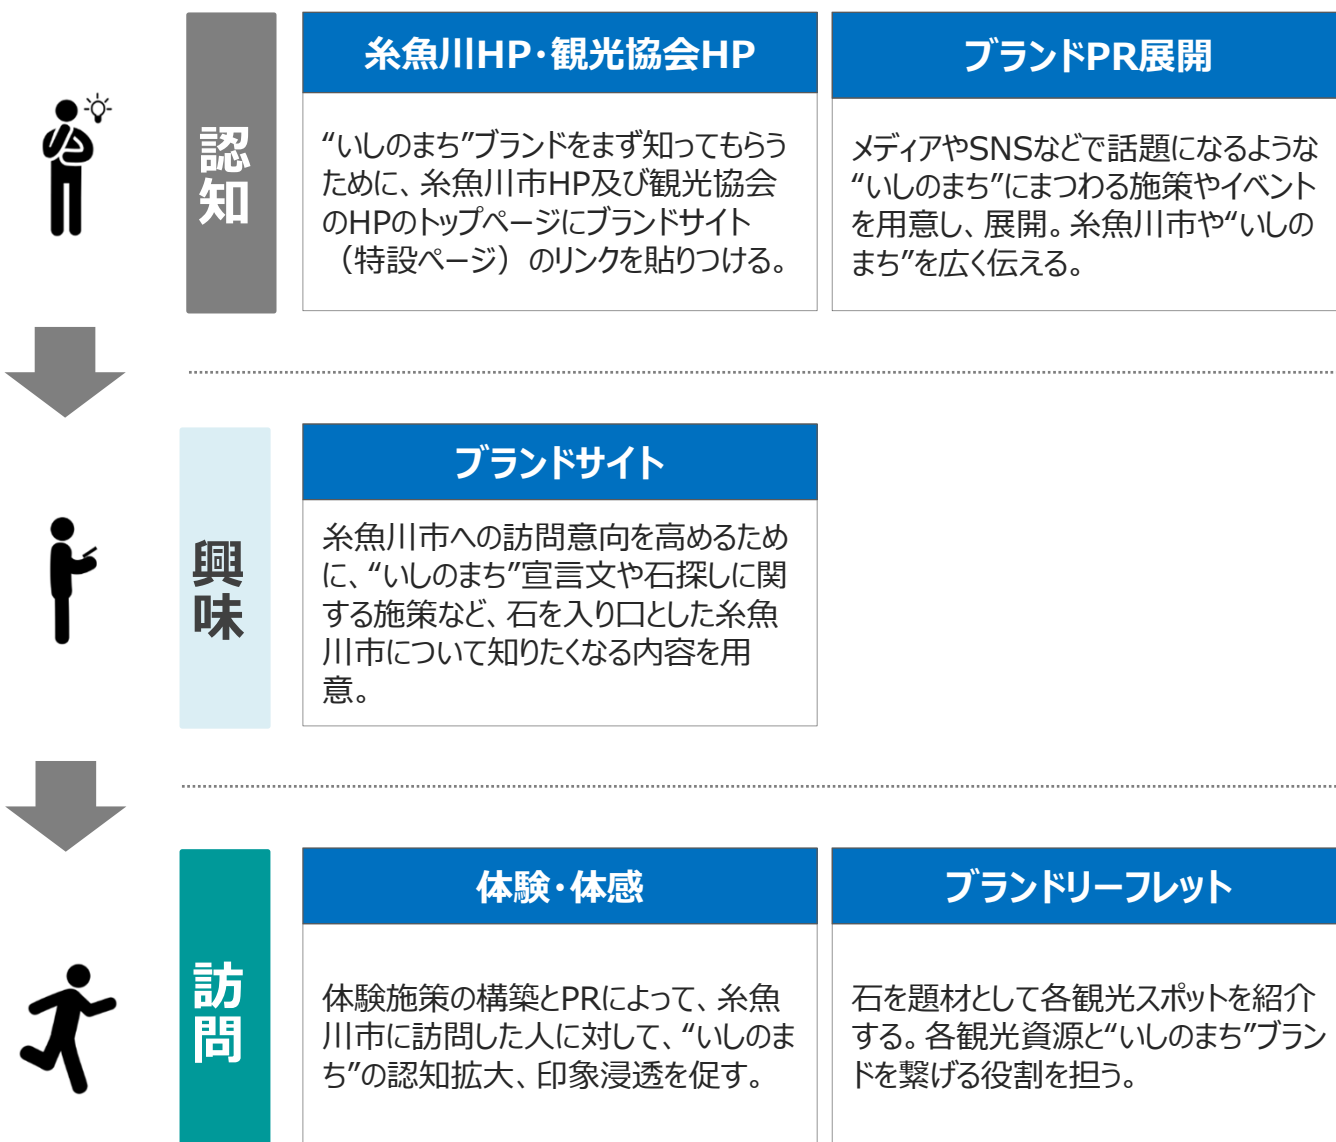 認知
糸魚川HP・観光協会HP
“いしのまち”ブランドをまず知ってもらう
ために、糸魚川市HP及び観光協会
のHPのトップページにブランドサイト
（特設ページ）のリンクを貼りつける。
ブランドPR展開
メディアやSNSなどで話題になるような
“いしのまち”にまつわる施策やイベント
を用意し、展開。糸魚川市や“いしの
まち”を広く伝える。
興味
ブランドサイト
糸魚川市への訪問意向を高めるため
に、“いしのまち”宣言文や石探しに関
する施策など、石を入り口とした糸魚
川市について知りたくなる内容を用
意。
訪問
体験・体感
体験施策の構築とPRによって、糸魚
川市に訪問した人に対して、“いしのま
ち”の認知拡大、印象浸透を促す。
ブランドリーフレット
石を題材として各観光スポットを紹介
する。各観光資源と“いしのまち”ブラン
ドを繋げる役割を担う。